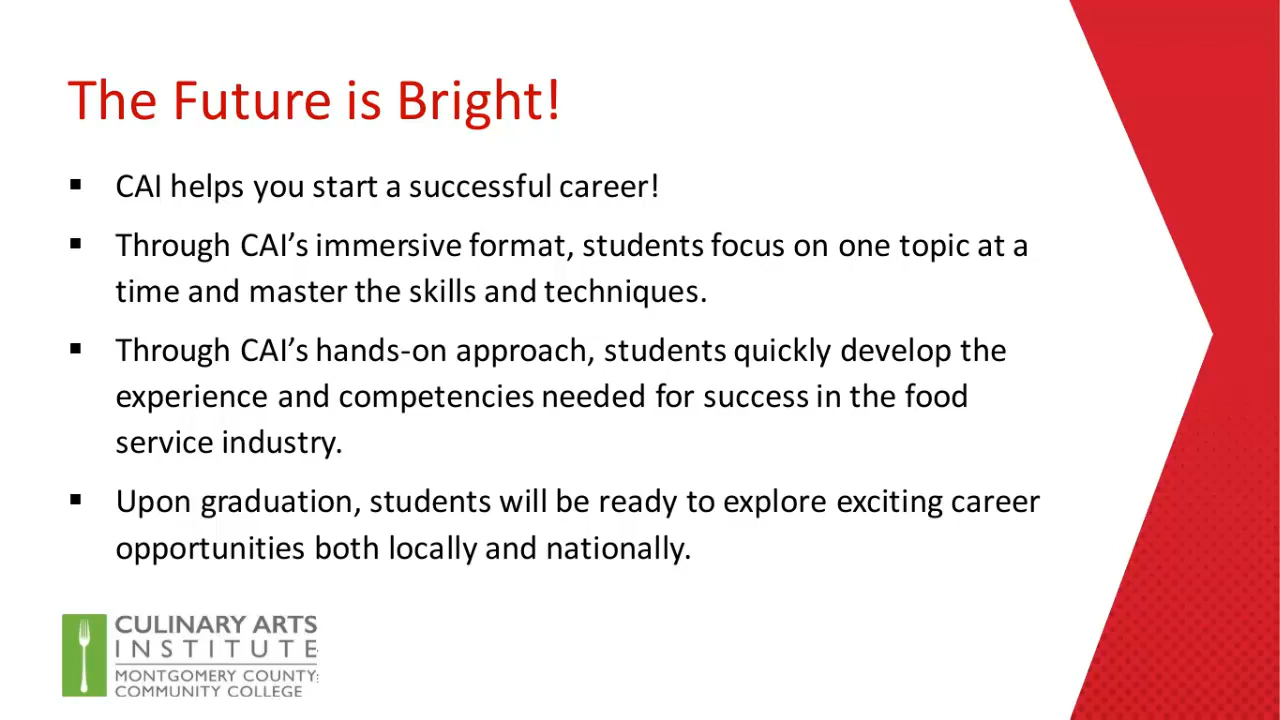 The Future is Bright!
▪ CAI helps you start a successful career!
▪ Through CAI’s immersive format, students focus on one topic at a
time and master the skills and techniques.
▪ Through CAI’s hands-on approach, students quickly develop the
experience and competencies needed for success in the food
service industry.
▪ Upon graduation, students will be ready to explore exciting career
opportunities both locally and nationally.
CULINARY ARTS
INSTITUTE
MONTGOMERY COUNTY
COMMUNITY COLLEGE